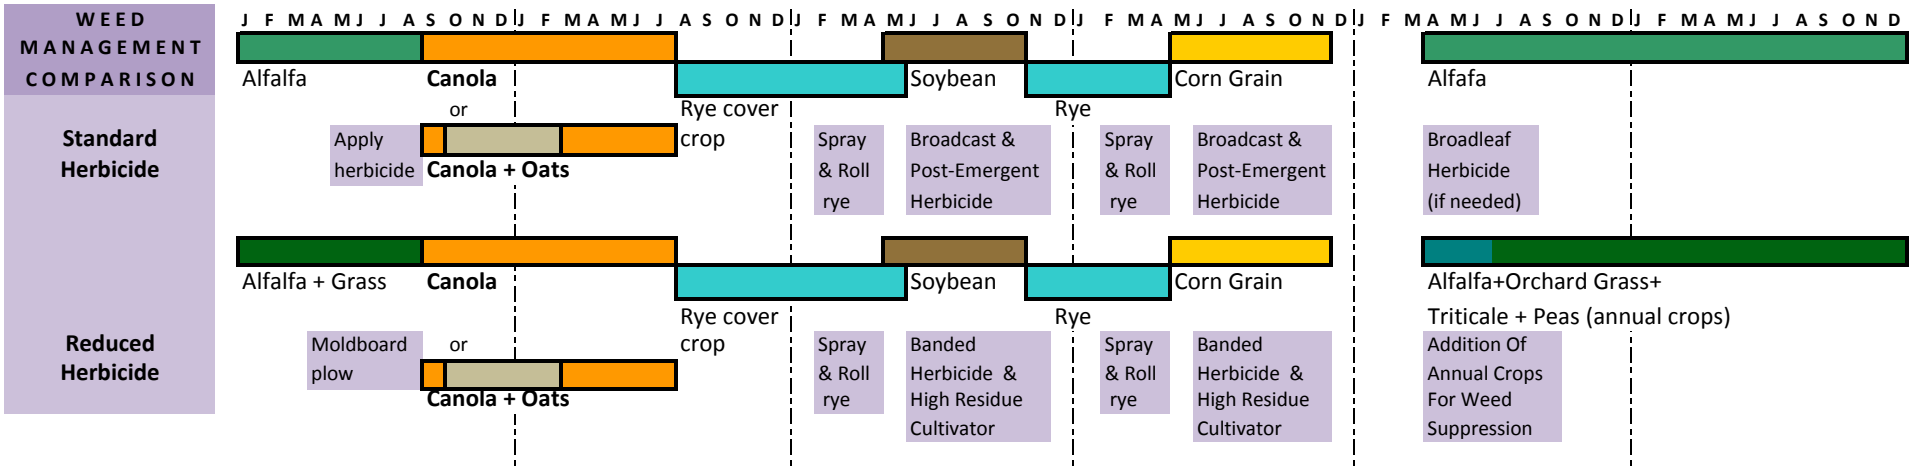 WEED J F M A M J J A S O N D J F M A M J J A S O N D J F M A M J J A S O N D J F M A M J J A S O N D J F M A M J J A S O N D J F M A M J J A S O N D
MANAGEMENT
COMPARISON Alfalfa Canola Soybean Corn Grain Alfafa
or Rye cover Rye
Standard Apply crop Spray Broadcast & Spray Broadcast & Broadleaf
Herbicide herbicide Canola + Oats & Roll Post-Emergent & Roll Post-Emergent Herbicide
rye Herbicide rye Herbicide (if needed)
Alfalfa + Grass Canola Soybean Corn Grain Alfalfa+Orchard Grass+
Rye cover Rye Triticale + Peas (annual crops)
Reduced Moldboard or crop Spray Banded Spray Banded Addition Of
Herbicide plow & Roll Herbicide & & Roll Herbicide & Annual Crops
Canola + Oats rye High Residue rye High Residue For Weed
Cultivator Cultivator Suppression